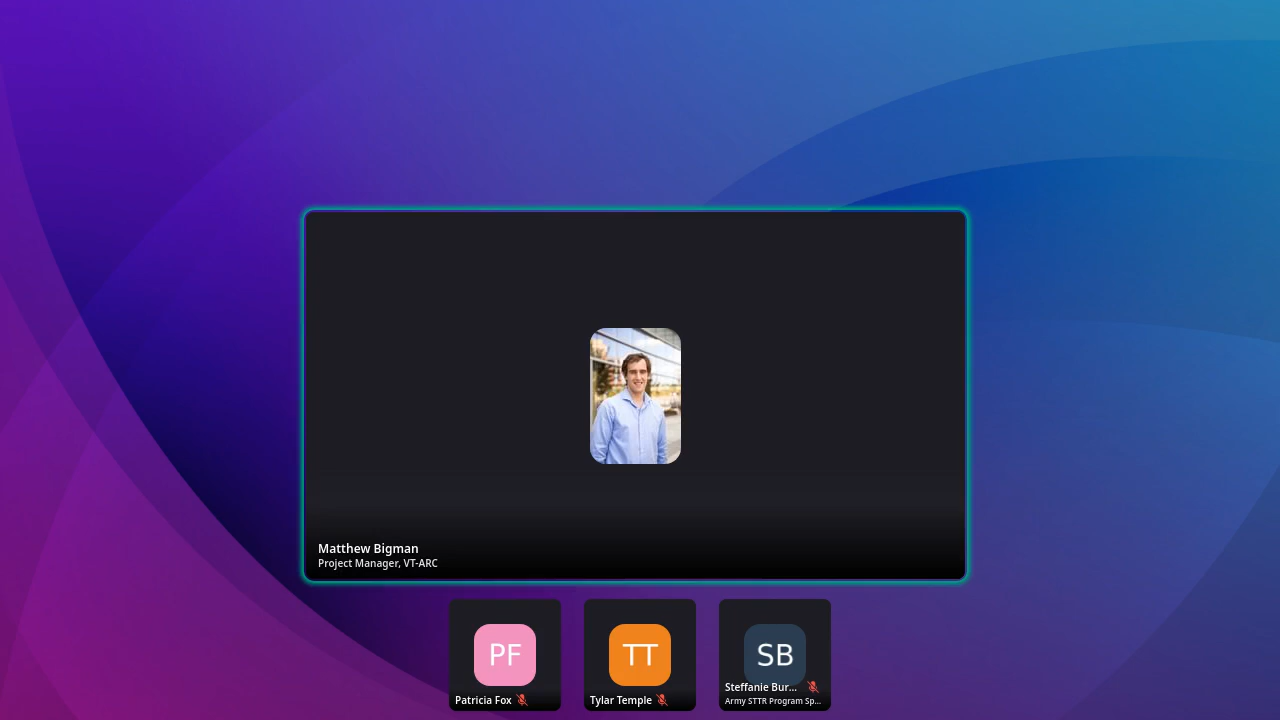 Matthew Bigman
Project Manager, VT-ARC
PF
TT
SB
Patricia Fox
Tylar Temple
Steffanie Bur...
Army STTR Program Sp...